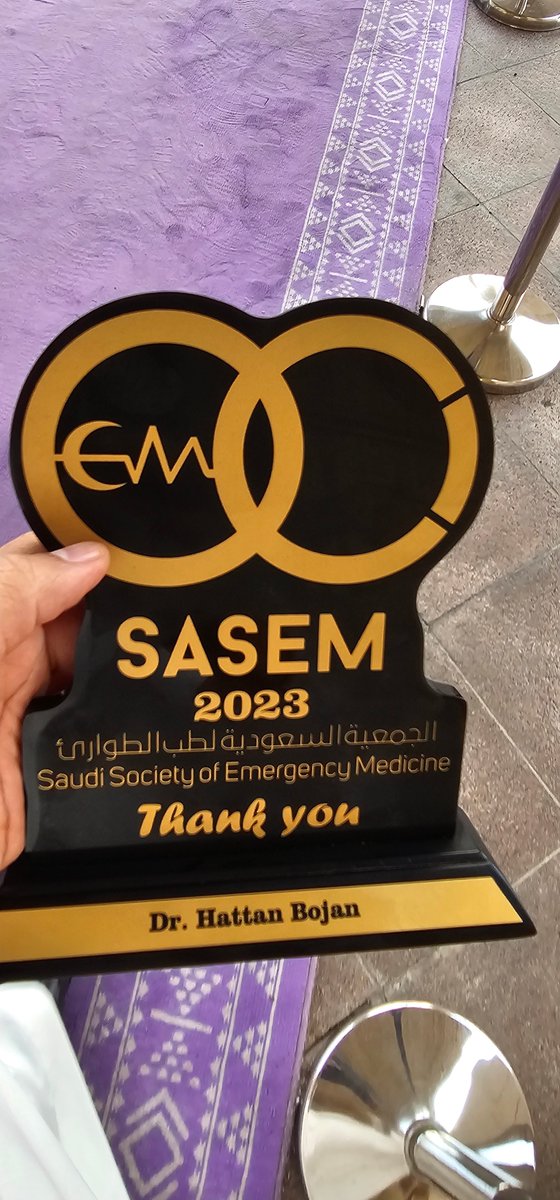 EM
SASEM
2023
الجمعية السعودية لطب الطوارئ
Saudi Society of Emergency Medicine
Thank you
Dr. Hattan Bojan